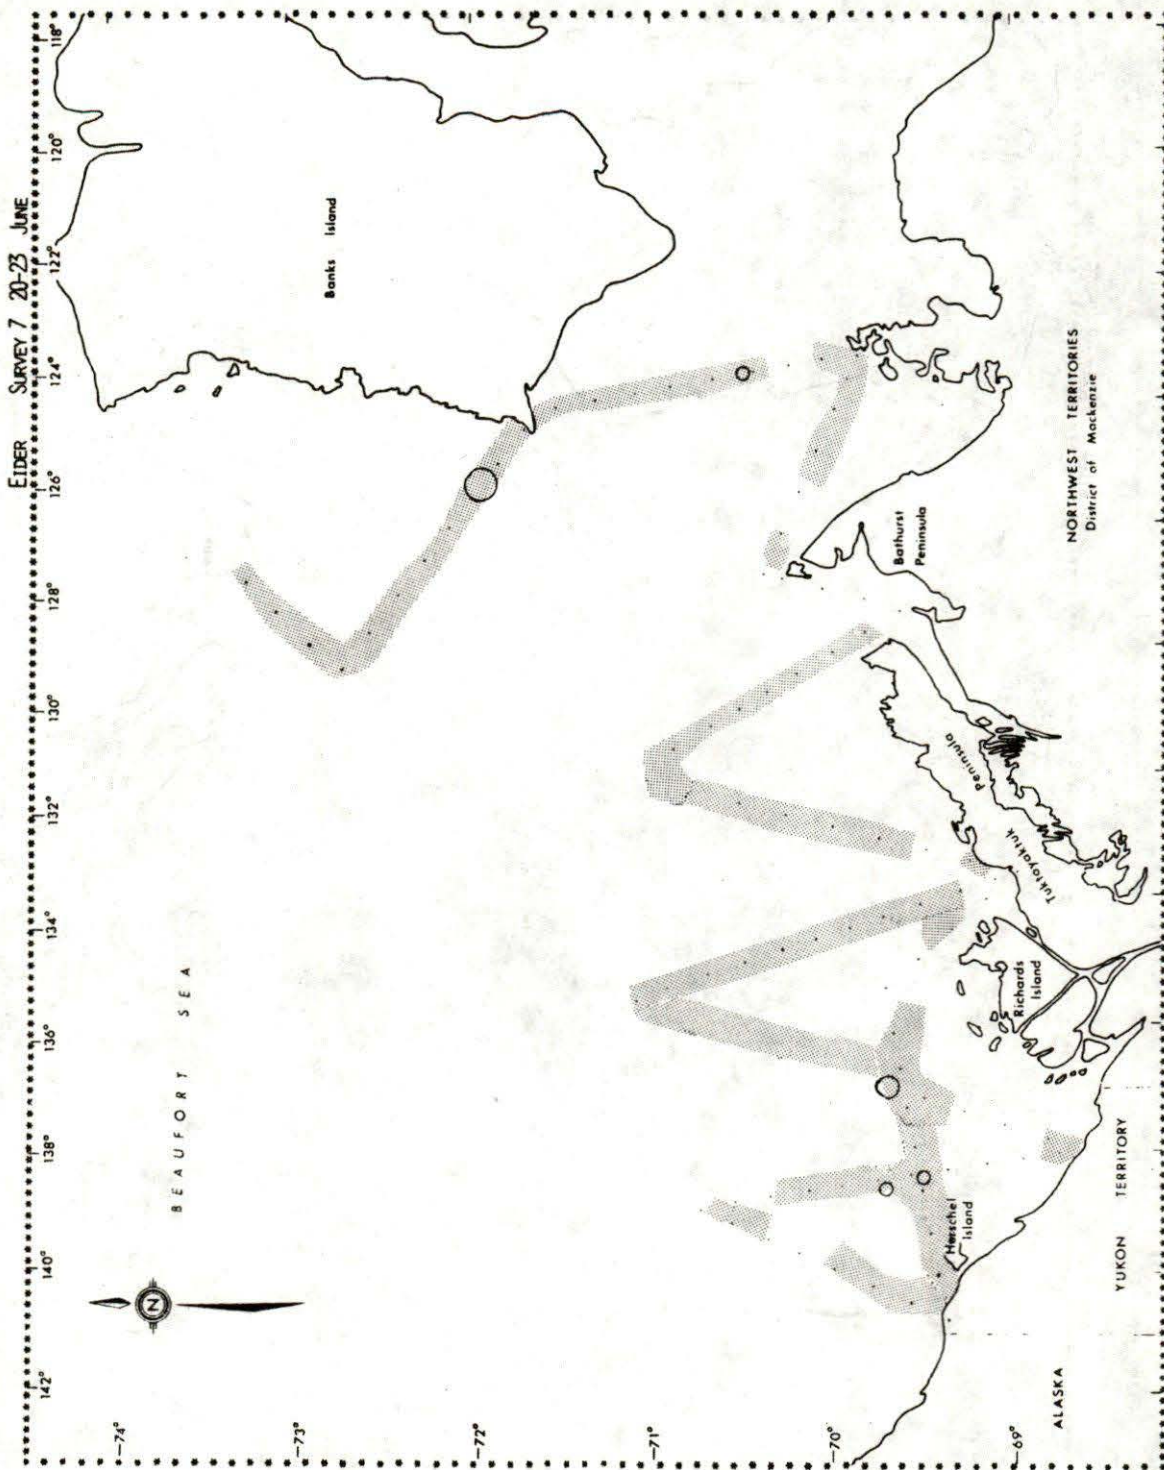 EIDER SURVEY 7 20-23 JUNE
142°
140°
138°
136°
134°
132°
130°
128°
126°
124°
122°
120°
118°
-74°
-73°
-72°
-71°
-70°
-69°
N
BEAUFORT SEA
Banks Island
ALASKA
YUKON TERRITORY
Herschel
Island
Richards
Island
Tuktoyaktuk Peninsula
Bathurst
Peninsula
NORTHWEST TERRITORIES
District of Mackenzie